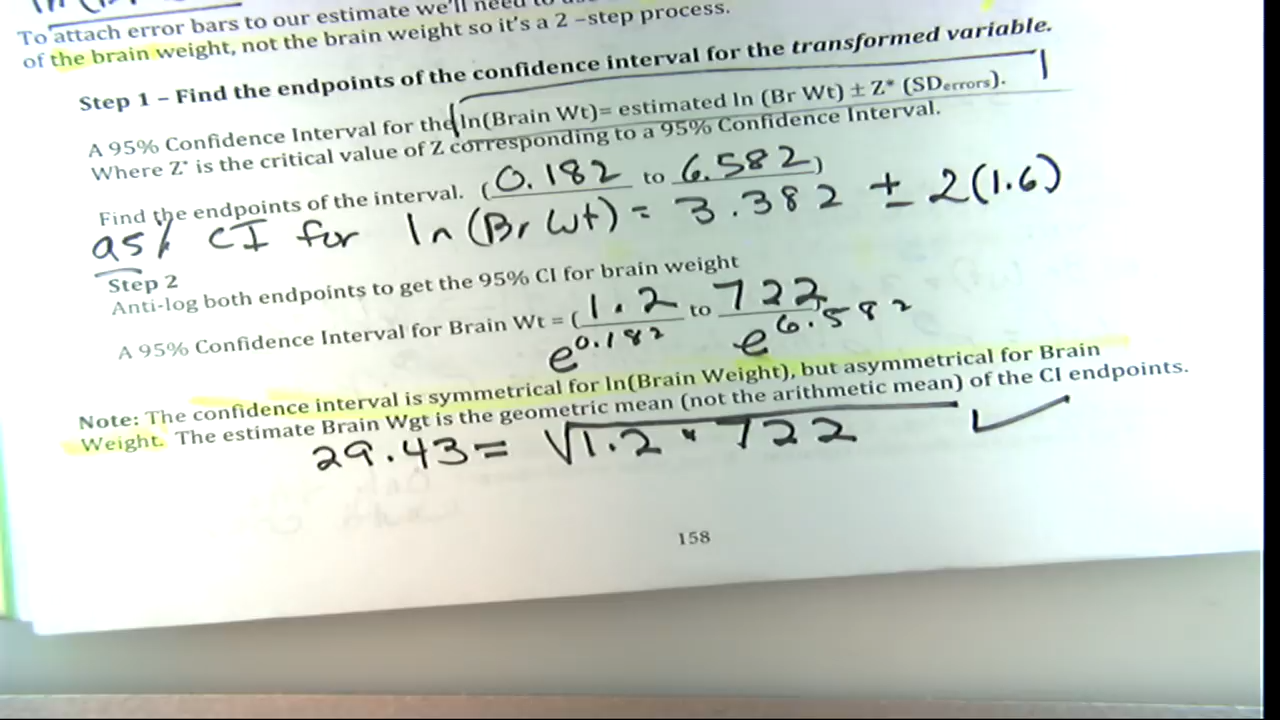 To attach error bars to our estimate we'll need to
of the brain weight, not the brain weight so it's a 2 –step process.
Step 1 – Find the endpoints of the confidence interval for the transformed variable.
A 95% Confidence Interval for the ln(Brain Wt)= estimated ln (Br Wt) ± Z* (SDerrors).
Where Z* is the critical value of Z corresponding to a 95% Confidence Interval.
Find the endpoints of the interval. (0.182 to 6.582)
95% CI for ln(Br Wt) = 3.382 ± 2(1.6)
Step 2
Anti-log both endpoints to get the 95% CI for brain weight
A 95% Confidence Interval for Brain Wt = (1.2 to 722)
e^0.182 e^6.582
Note: The confidence interval is symmetrical for ln(Brain Weight), but asymmetrical for Brain
Weight. The estimate Brain Wgt is the geometric mean (not the arithmetic mean) of the CI endpoints.
29.43 = √1.2 * 722 ✓
158